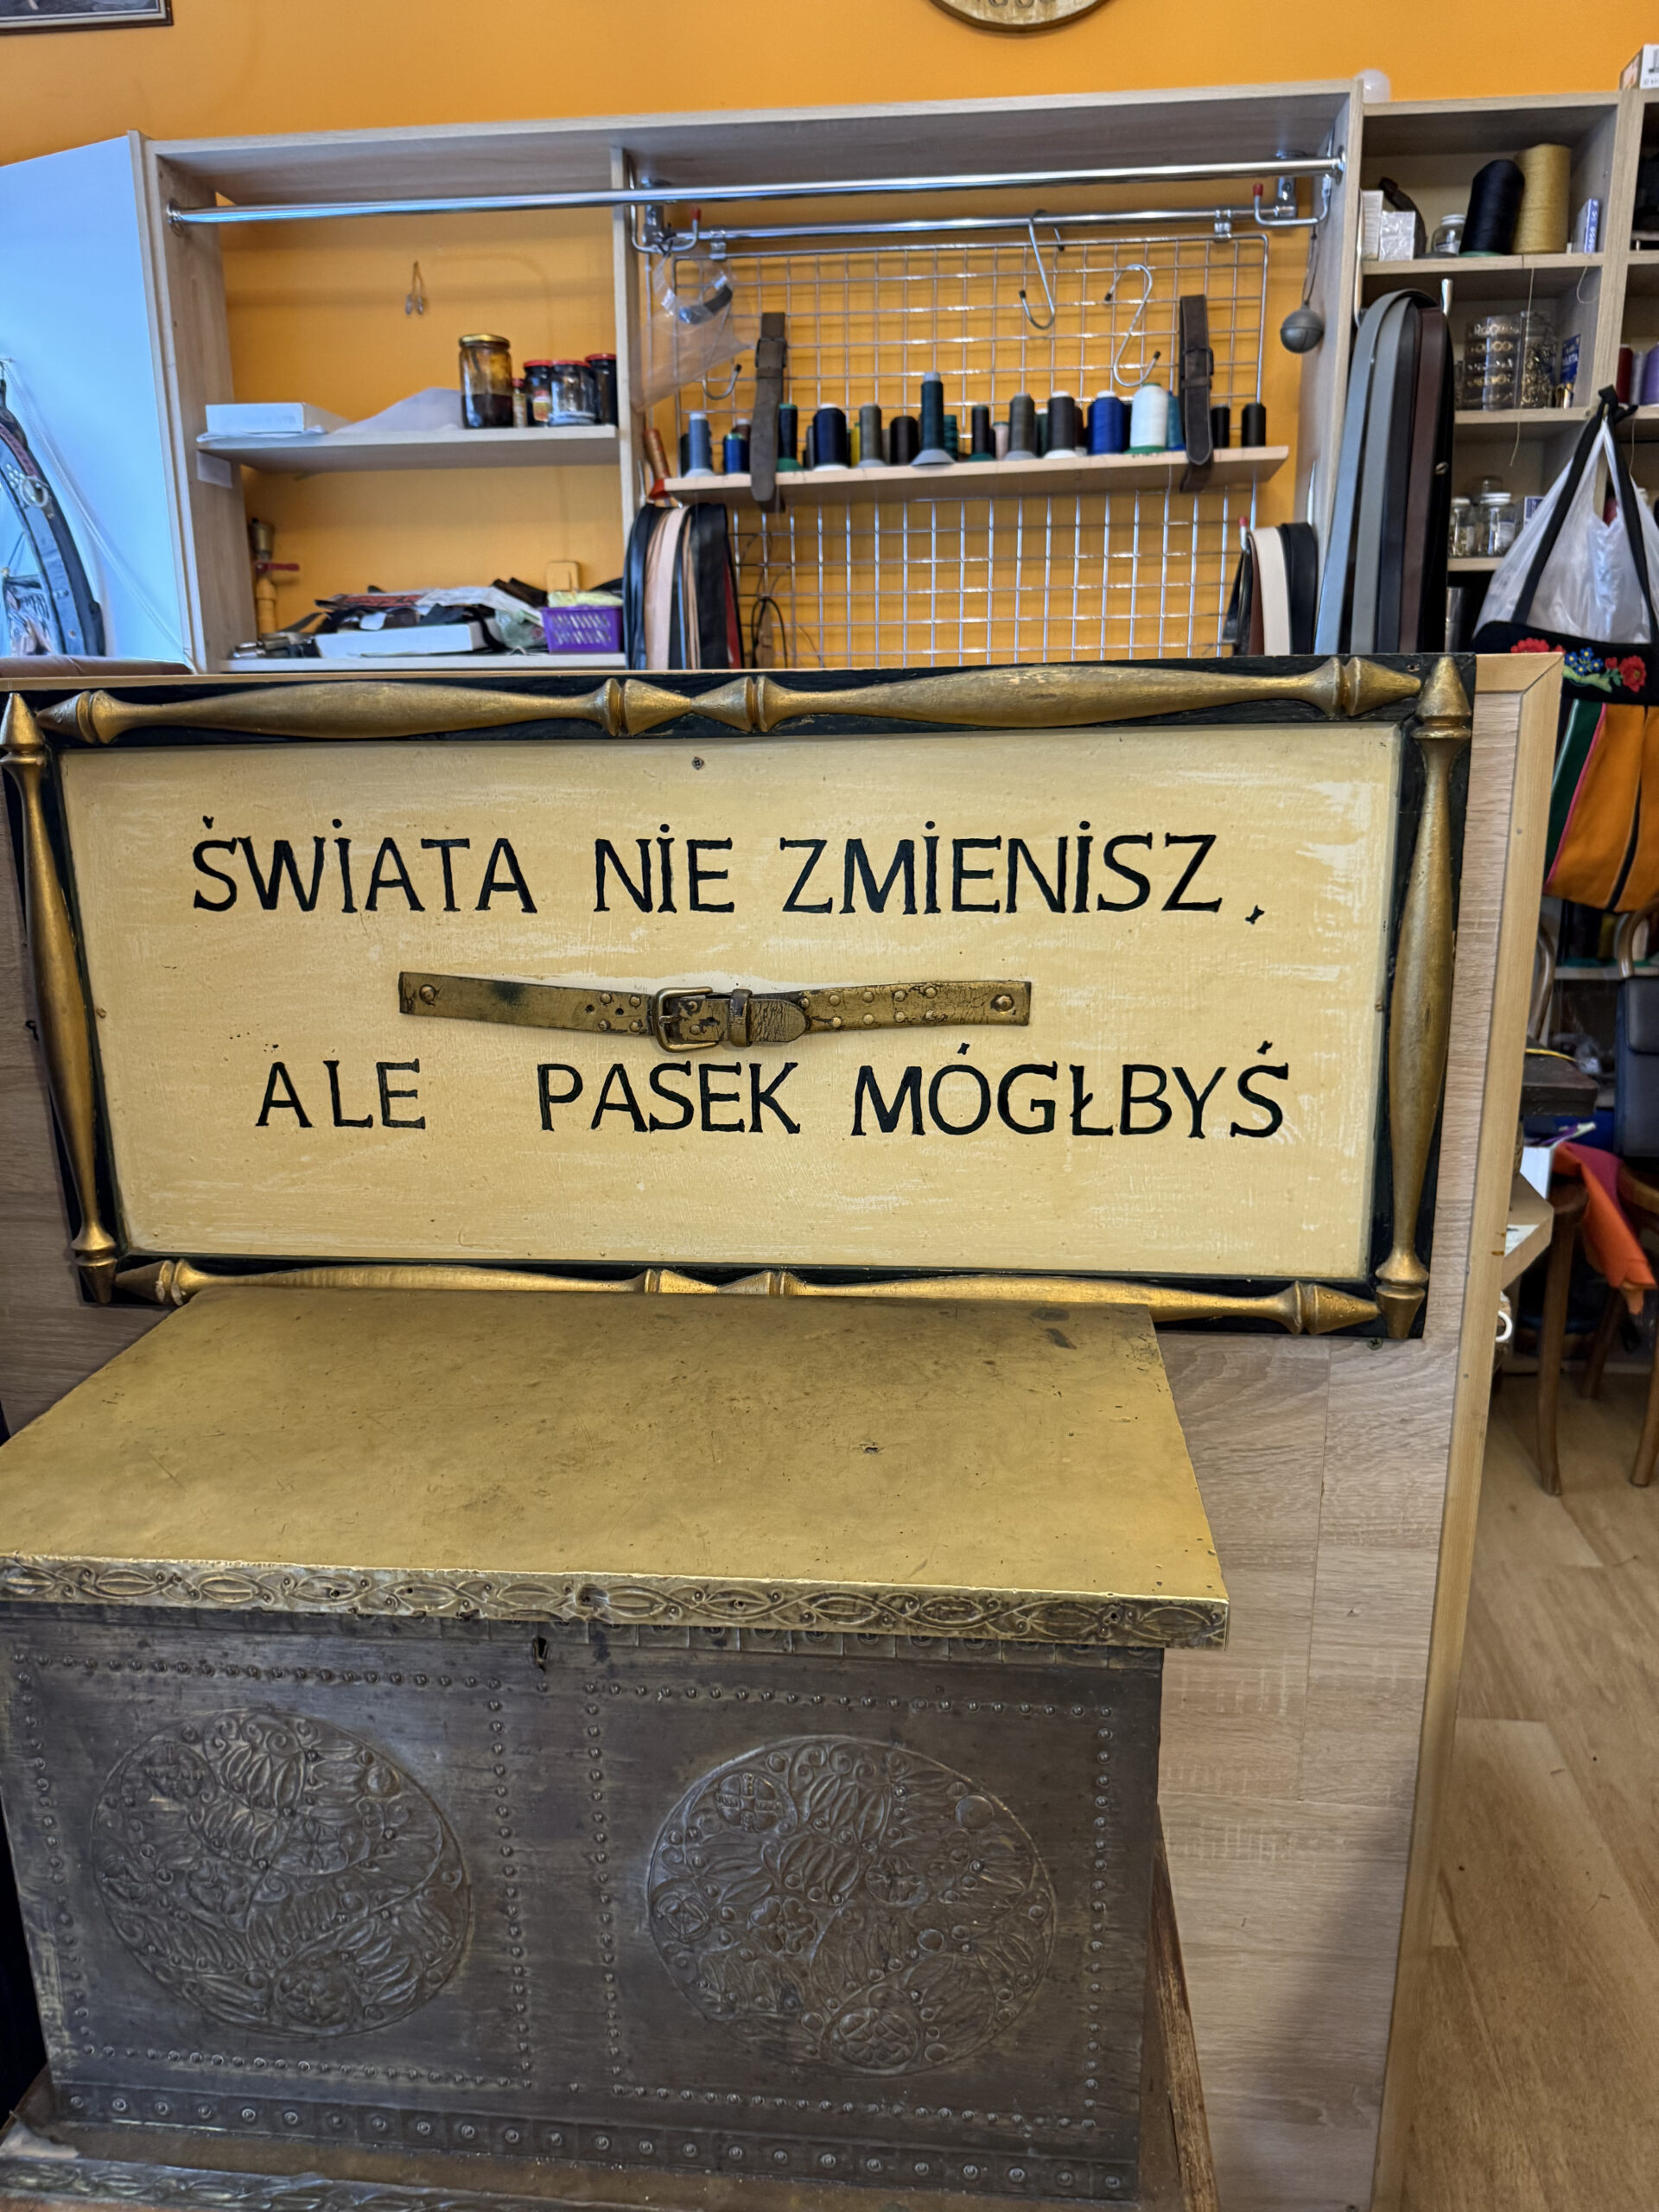 ŚWIATA NIE ZMIENISZ,
ALE PASEK MÓGŁBYŚ